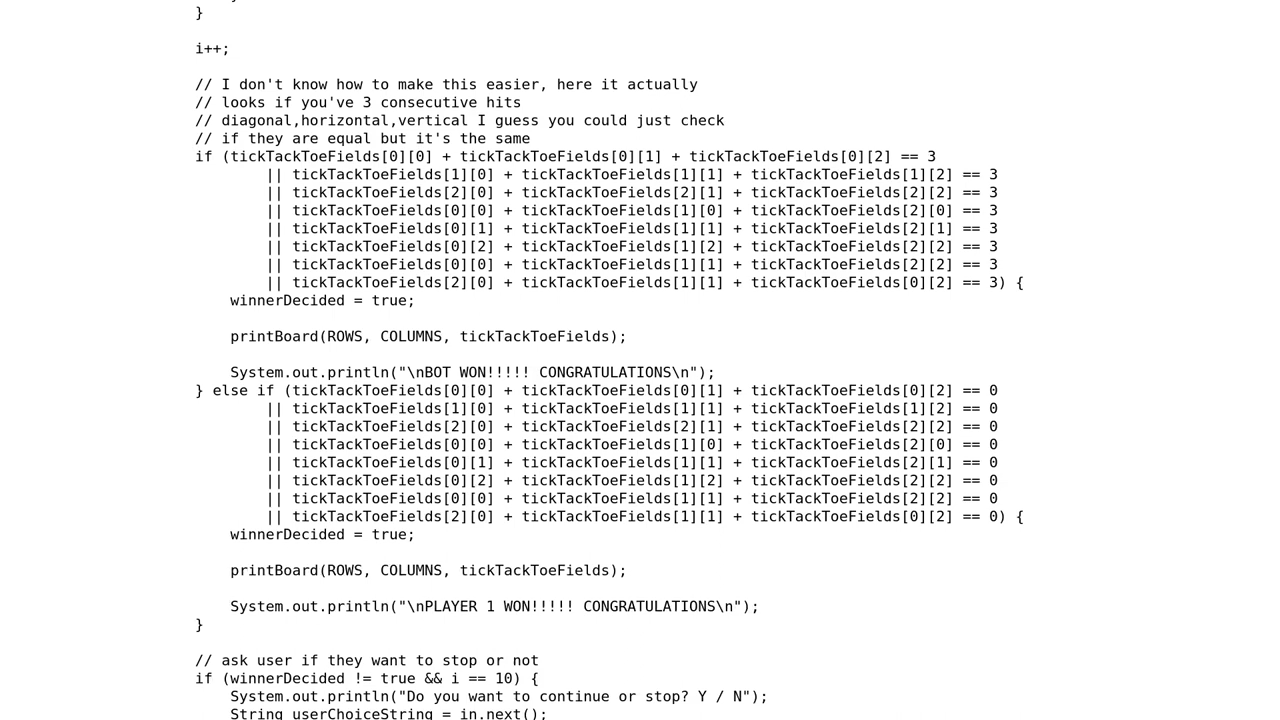 }
i++;
// I don't know how to make this easier, here it actually
// looks if you've 3 consecutive hits
// diagonal,horizontal,vertical I guess you could just check
// if they are equal but it's the same
if (tickTackToeFields[0][0] + tickTackToeFields[0][1] + tickTackToeFields[0][2] == 3
|| tickTackToeFields[1][0] + tickTackToeFields[1][1] + tickTackToeFields[1][2] == 3
|| tickTackToeFields[2][0] + tickTackToeFields[2][1] + tickTackToeFields[2][2] == 3
|| tickTackToeFields[0][0] + tickTackToeFields[1][0] + tickTackToeFields[2][0] == 3
|| tickTackToeFields[0][1] + tickTackToeFields[1][1] + tickTackToeFields[2][1] == 3
|| tickTackToeFields[0][2] + tickTackToeFields[1][2] + tickTackToeFields[2][2] == 3
|| tickTackToeFields[0][0] + tickTackToeFields[1][1] + tickTackToeFields[2][2] == 3
|| tickTackToeFields[2][0] + tickTackToeFields[1][1] + tickTackToeFields[0][2] == 3) {
winnerDecided = true;
printBoard(ROWS, COLUMNS, tickTackToeFields);
System.out.println("\nBOT WON!!!!! CONGRATULATIONS\n");
} else if (tickTackToeFields[0][0] + tickTackToeFields[0][1] + tickTackToeFields[0][2] == 0
|| tickTackToeFields[1][0] + tickTackToeFields[1][1] + tickTackToeFields[1][2] == 0
|| tickTackToeFields[2][0] + tickTackToeFields[2][1] + tickTackToeFields[2][2] == 0
|| tickTackToeFields[0][0] + tickTackToeFields[1][0] + tickTackToeFields[2][0] == 0
|| tickTackToeFields[0][1] + tickTackToeFields[1][1] + tickTackToeFields[2][1] == 0
|| tickTackToeFields[0][2] + tickTackToeFields[1][2] + tickTackToeFields[2][2] == 0
|| tickTackToeFields[0][0] + tickTackToeFields[1][1] + tickTackToeFields[2][2] == 0
|| tickTackToeFields[2][0] + tickTackToeFields[1][1] + tickTackToeFields[0][2] == 0) {
winnerDecided = true;
printBoard(ROWS, COLUMNS, tickTackToeFields);
System.out.println("\nPLAYER 1 WON!!!!! CONGRATULATIONS\n");
}
// ask user if they want to stop or not
if (winnerDecided != true && i == 10) {
System.out.println("Do you want to continue or stop? Y / N");
String userChoiceString = in.next();